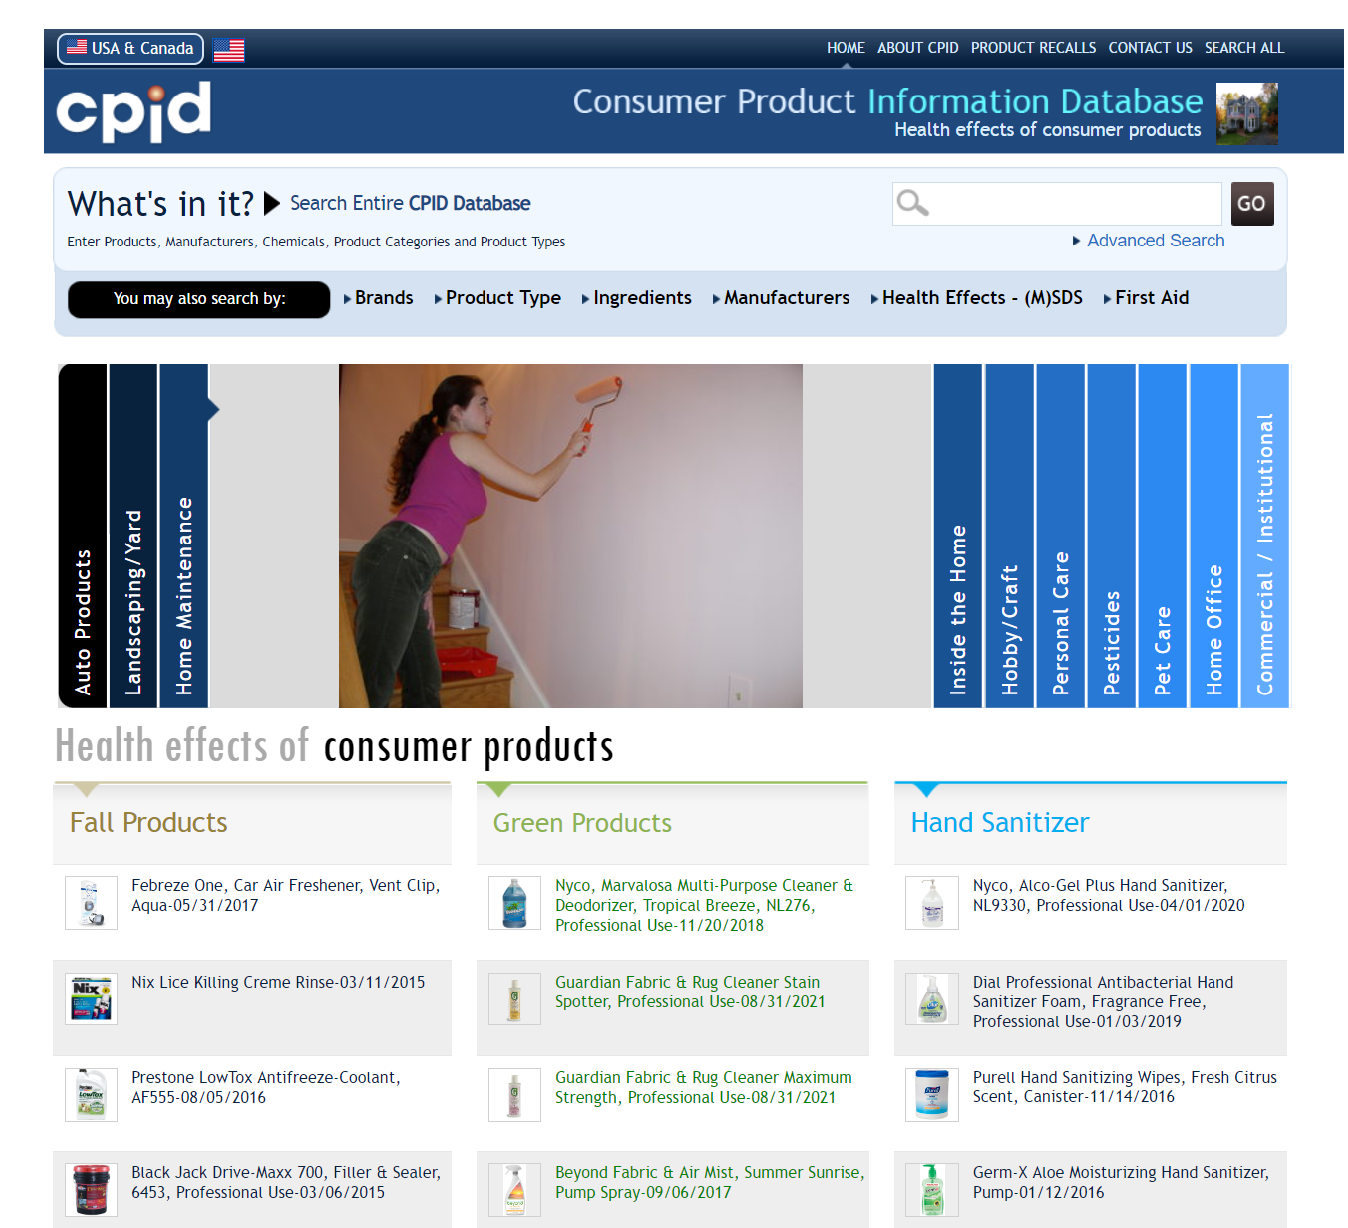 USA & Canada
HOME ABOUT CPID PRODUCT RECALLS CONTACT US SEARCH ALL
cpid
Consumer Product Information Database
Health effects of consumer products
What's in it? Search Entire CPID Database
GO
Enter Products, Manufacturers, Chemicals, Product Categories and Product Types
Advanced Search
You may also search by: Brands Product Type Ingredients Manufacturers Health Effects - (M)SDS First Aid
Auto Products
Landscaping/Yard
Home Maintenance
Inside the Home
Hobby/Craft
Personal Care
Pesticides
Pet Care
Home Office
Commercial / Institutional
Health effects of consumer products
Fall Products
Febreze One, Car Air Freshener, Vent Clip,
Aqua-05/31/2017
Nix
Nix Lice Killing Creme Rinse-03/11/2015
LowTox
Prestone LowTox Antifreeze-Coolant,
AF555-08/05/2016
Black Jack Drive-Maxx 700, Filler & Sealer,
6453, Professional Use-03/06/2015
Green Products
Nyco, Marvalosa Multi-Purpose Cleaner &
Deodorizer, Tropical Breeze, NL276,
Professional Use-11/20/2018
Guardian Fabric & Rug Cleaner Stain
Spotter, Professional Use-08/31/2021
Guardian Fabric & Rug Cleaner Maximum
Strength, Professional Use-08/31/2021
beyond
Beyond Fabric & Air Mist, Summer Sunrise,
Pump Spray-09/06/2017
Hand Sanitizer
Nyco, Alco-Gel Plus Hand Sanitizer,
NL9330, Professional Use-04/01/2020
Dial Professional Antibacterial Hand
Sanitizer Foam, Fragrance Free,
Professional Use-01/03/2019
Purell Hand Sanitizing Wipes, Fresh Citrus
Scent, Canister-11/14/2016
Germ-X Aloe Moisturizing Hand Sanitizer,
Pump-01/12/2016